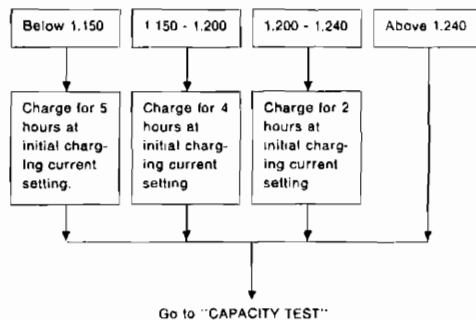 Below 1.150
1 150 - 1.200
1.200 - 1.240
Above 1.240
Charge for 5
hours at
initial charg-
ing current
setting.
Charge for 4
hours at
initial charg-
ing current
setting
Charge for 2
hours at
initial charg-
ing current
setting
Go to "CAPACITY TEST"